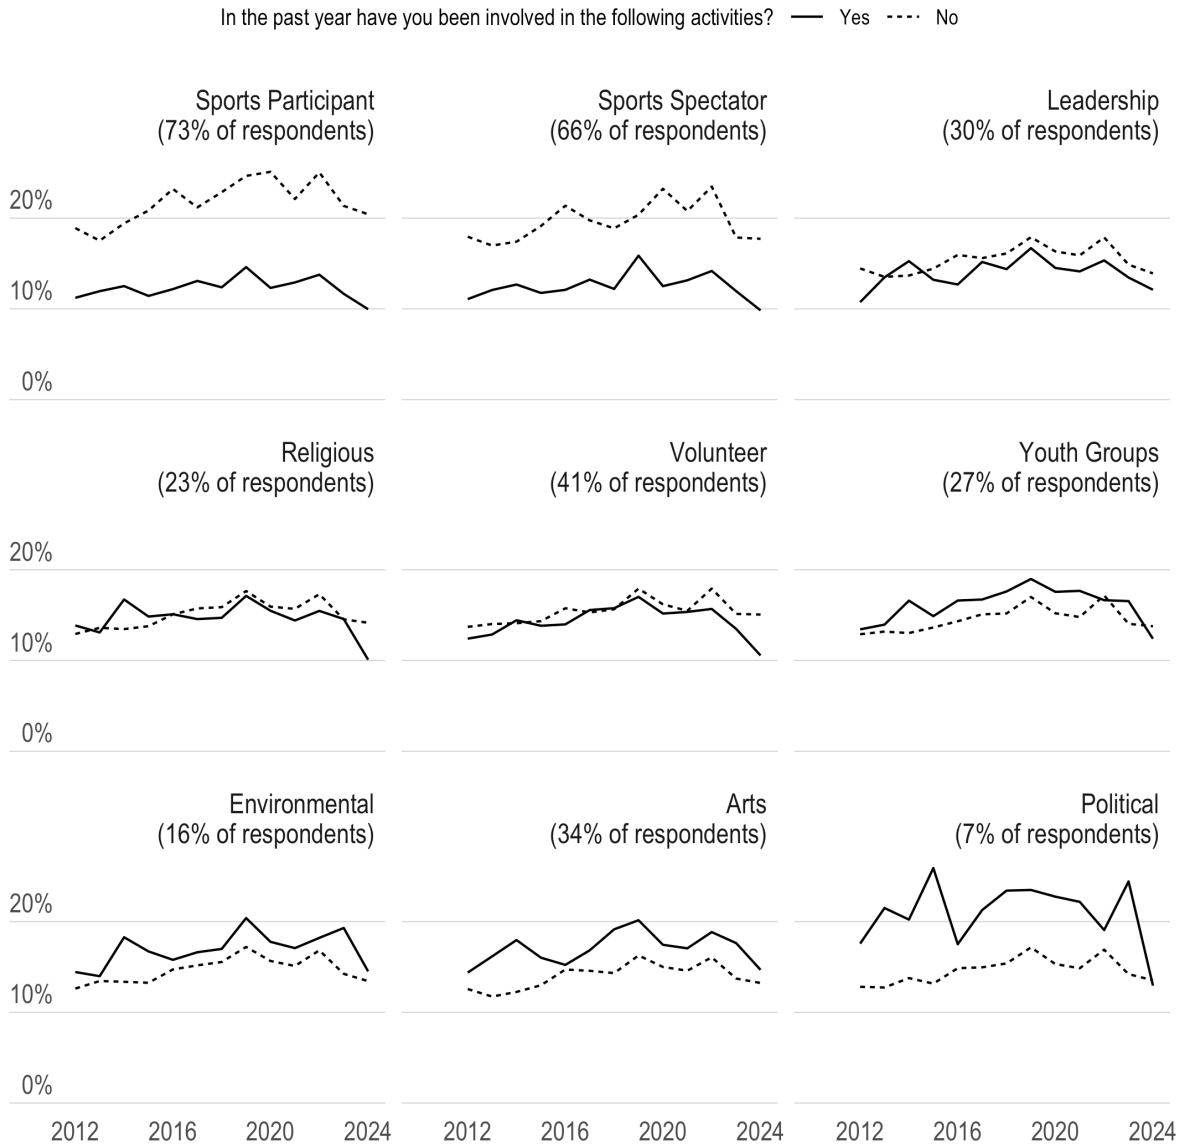 In the past year have you been involved in the following activities? Yes No
Sports Participant
(73% of respondents)
Sports Spectator
(66% of respondents)
Leadership
(30% of respondents)
20%
10%
0%
Religious
(23% of respondents)
Volunteer
(41% of respondents)
Youth Groups
(27% of respondents)
20%
10%
0%
Environmental
(16% of respondents)
Arts
(34% of respondents)
Political
(7% of respondents)
20%
10%
0%
2012 2016 2020 2024 2012 2016 2020 2024 2012 2016 2020 2024